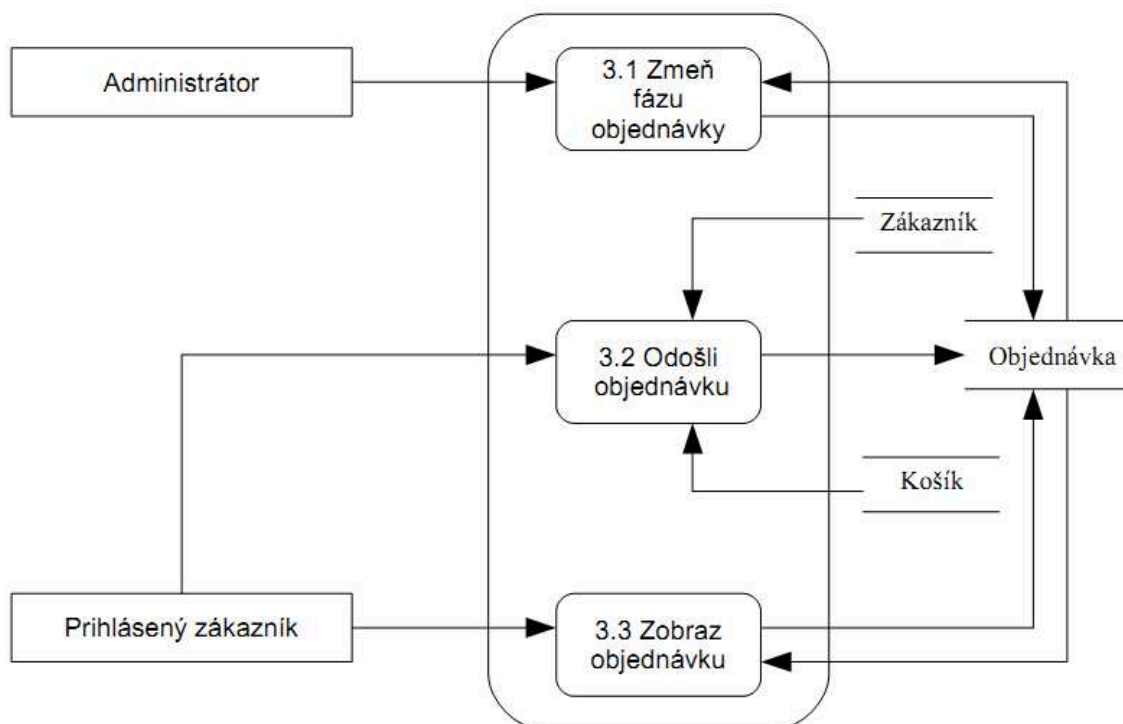 Administrátor
3.1 Zmeň
fázu
objednávky
Zákazník
3.2 Odošli
objednávku
Objednávka
Košík
Prihlásený zákazník
3.3 Zobraz
objednávku